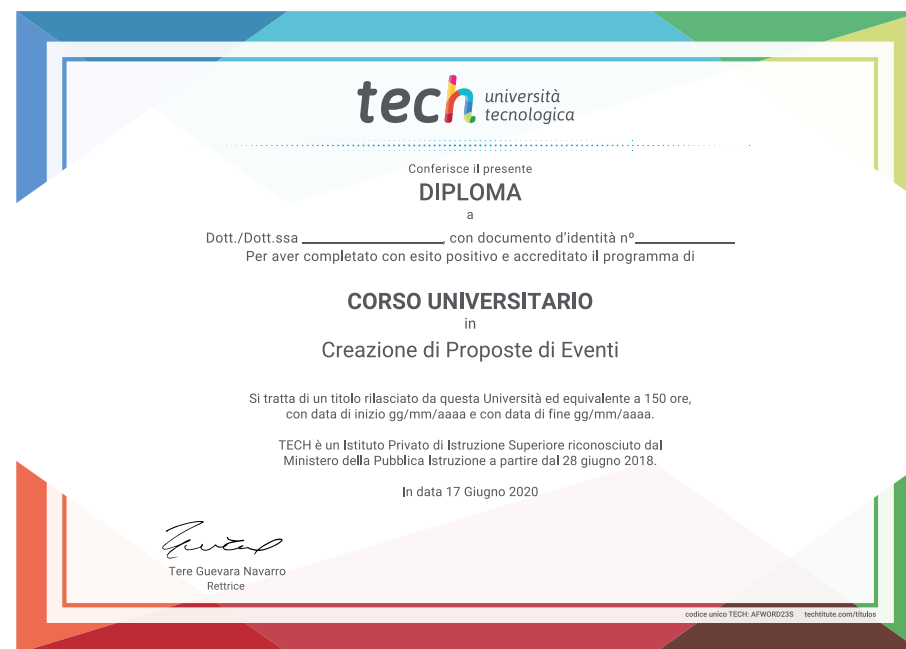 tech università
tecnologica
Conferisce il presente
DIPLOMA
a
Dott./Dott.ssa ____________________, con documento d'identità nº______________
Per aver completato con esito positivo e accreditato il programma di
CORSO UNIVERSITARIO
in
Creazione di Proposte di Eventi
Si tratta di un titolo rilasciato da questa Università ed equivalente a 150 ore,
con data di inizio gg/mm/aaaa e con data di fine gg/mm/aaaa.
TECH è un Istituto Privato di Istruzione Superiore riconosciuto dal
Ministero della Pubblica Istruzione a partire dal 28 giugno 2018.
In data 17 Giugno 2020
Tere Guevara Navarro
Rettrice
codice unico TECH: AFWORD23S techtitute.com/titulos